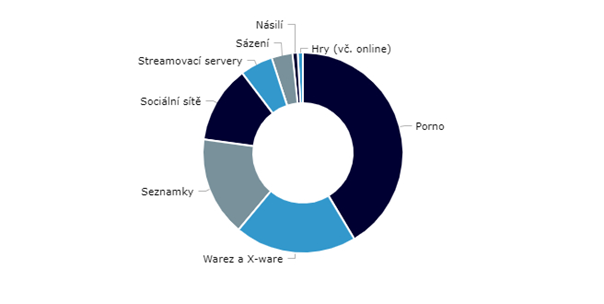 Násilí
Hry (vč. online)
Sázení
Streamovací servery
Sociální sítě
Porno
Seznamky
Warez a X-ware